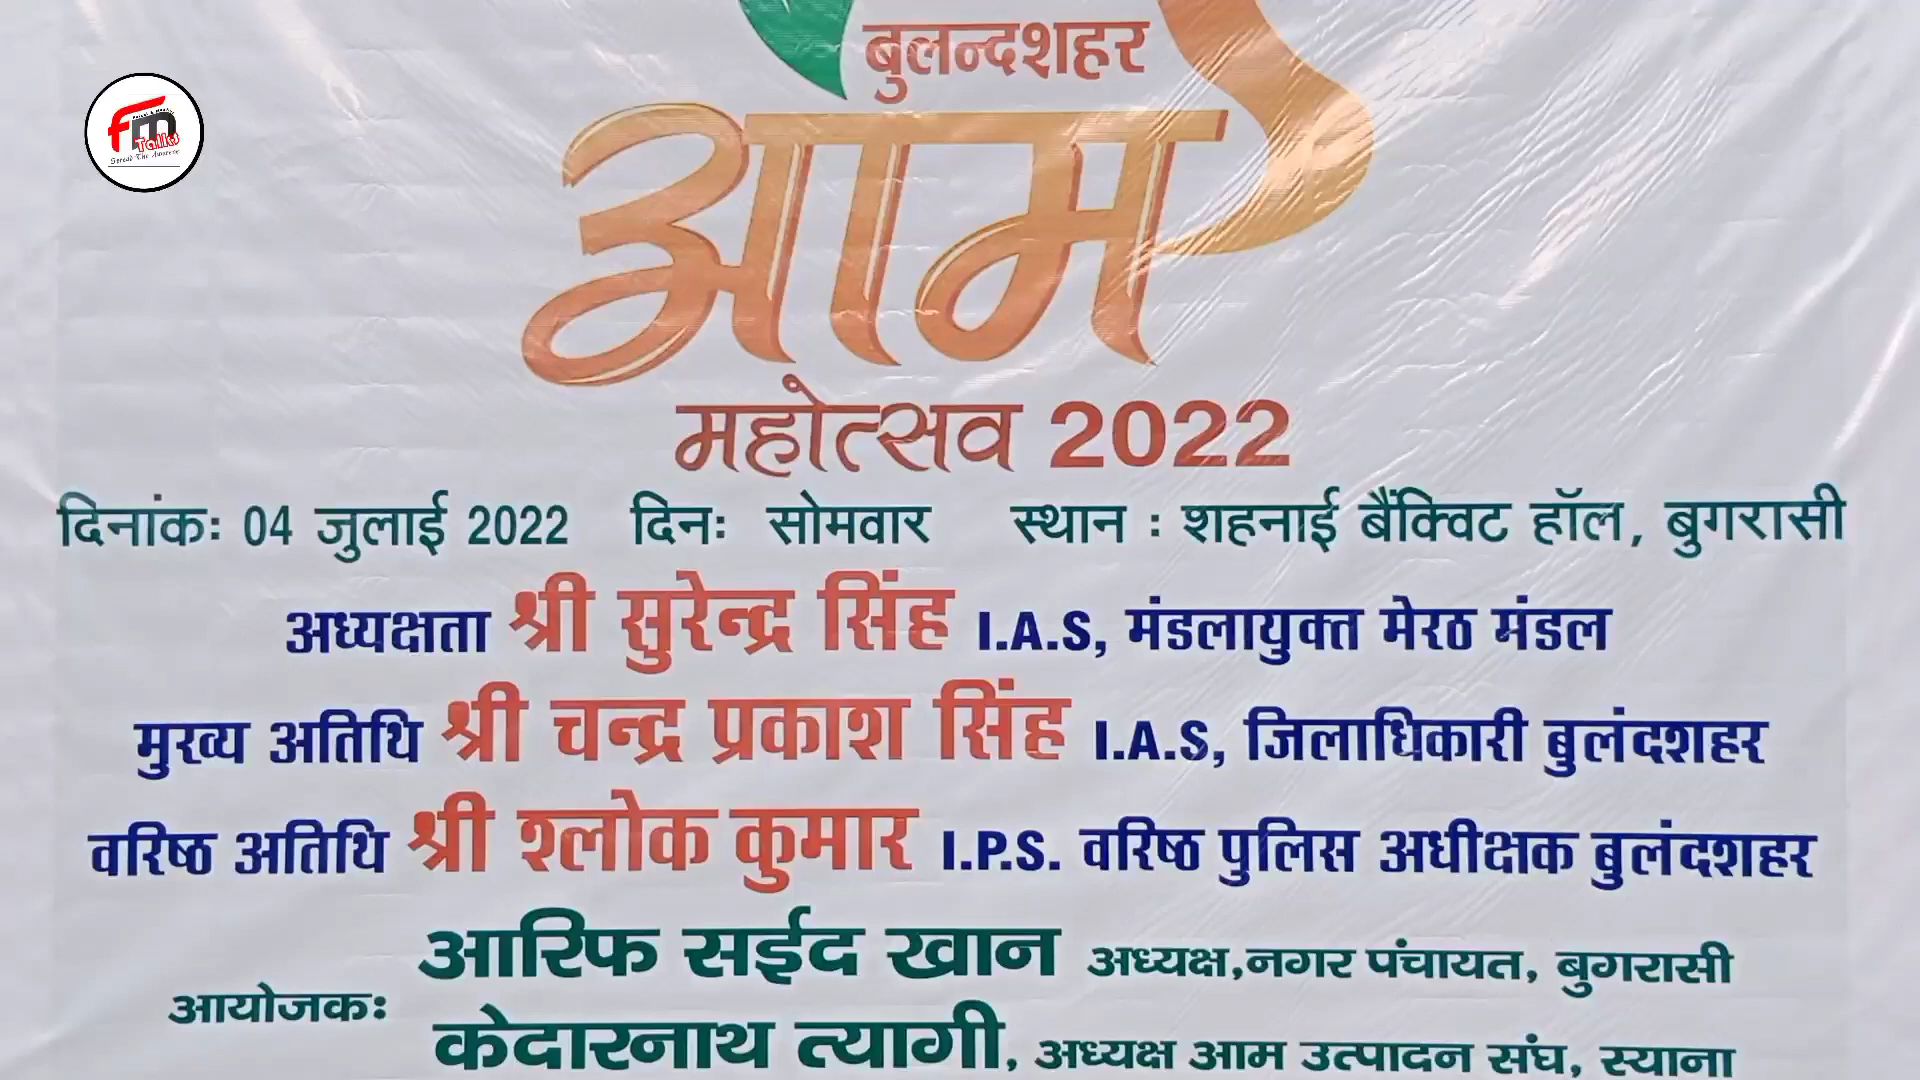 बुलन्दशहर
fm
Talks
आम
महोत्सव 2022
दिनांकः 04 जुलाई 2022 दिनः सोमवार स्थान : शहनाई बैंक्विट हॉल, बुगरासी
अध्यक्षता श्री सुरेन्द्र सिंह I.A.S, मंडलायुक्त मेरठ मंडल
मुख्य अतिथि श्री चन्द्र प्रकाश सिंह I.A.S, जिलाधिकारी बुलंदशहर
वरिष्ठ अतिथि श्री श्लोक कुमार I.P.S. वरिष्ठ पुलिस अधीक्षक बुलंदशहर
आरिफ सईद खान अध्यक्ष,नगर पंचायत, बुगरासी
आयोजकः
केदारनाथ त्यागी, अध्यक्ष आम उत्पादन संघ, स्याना